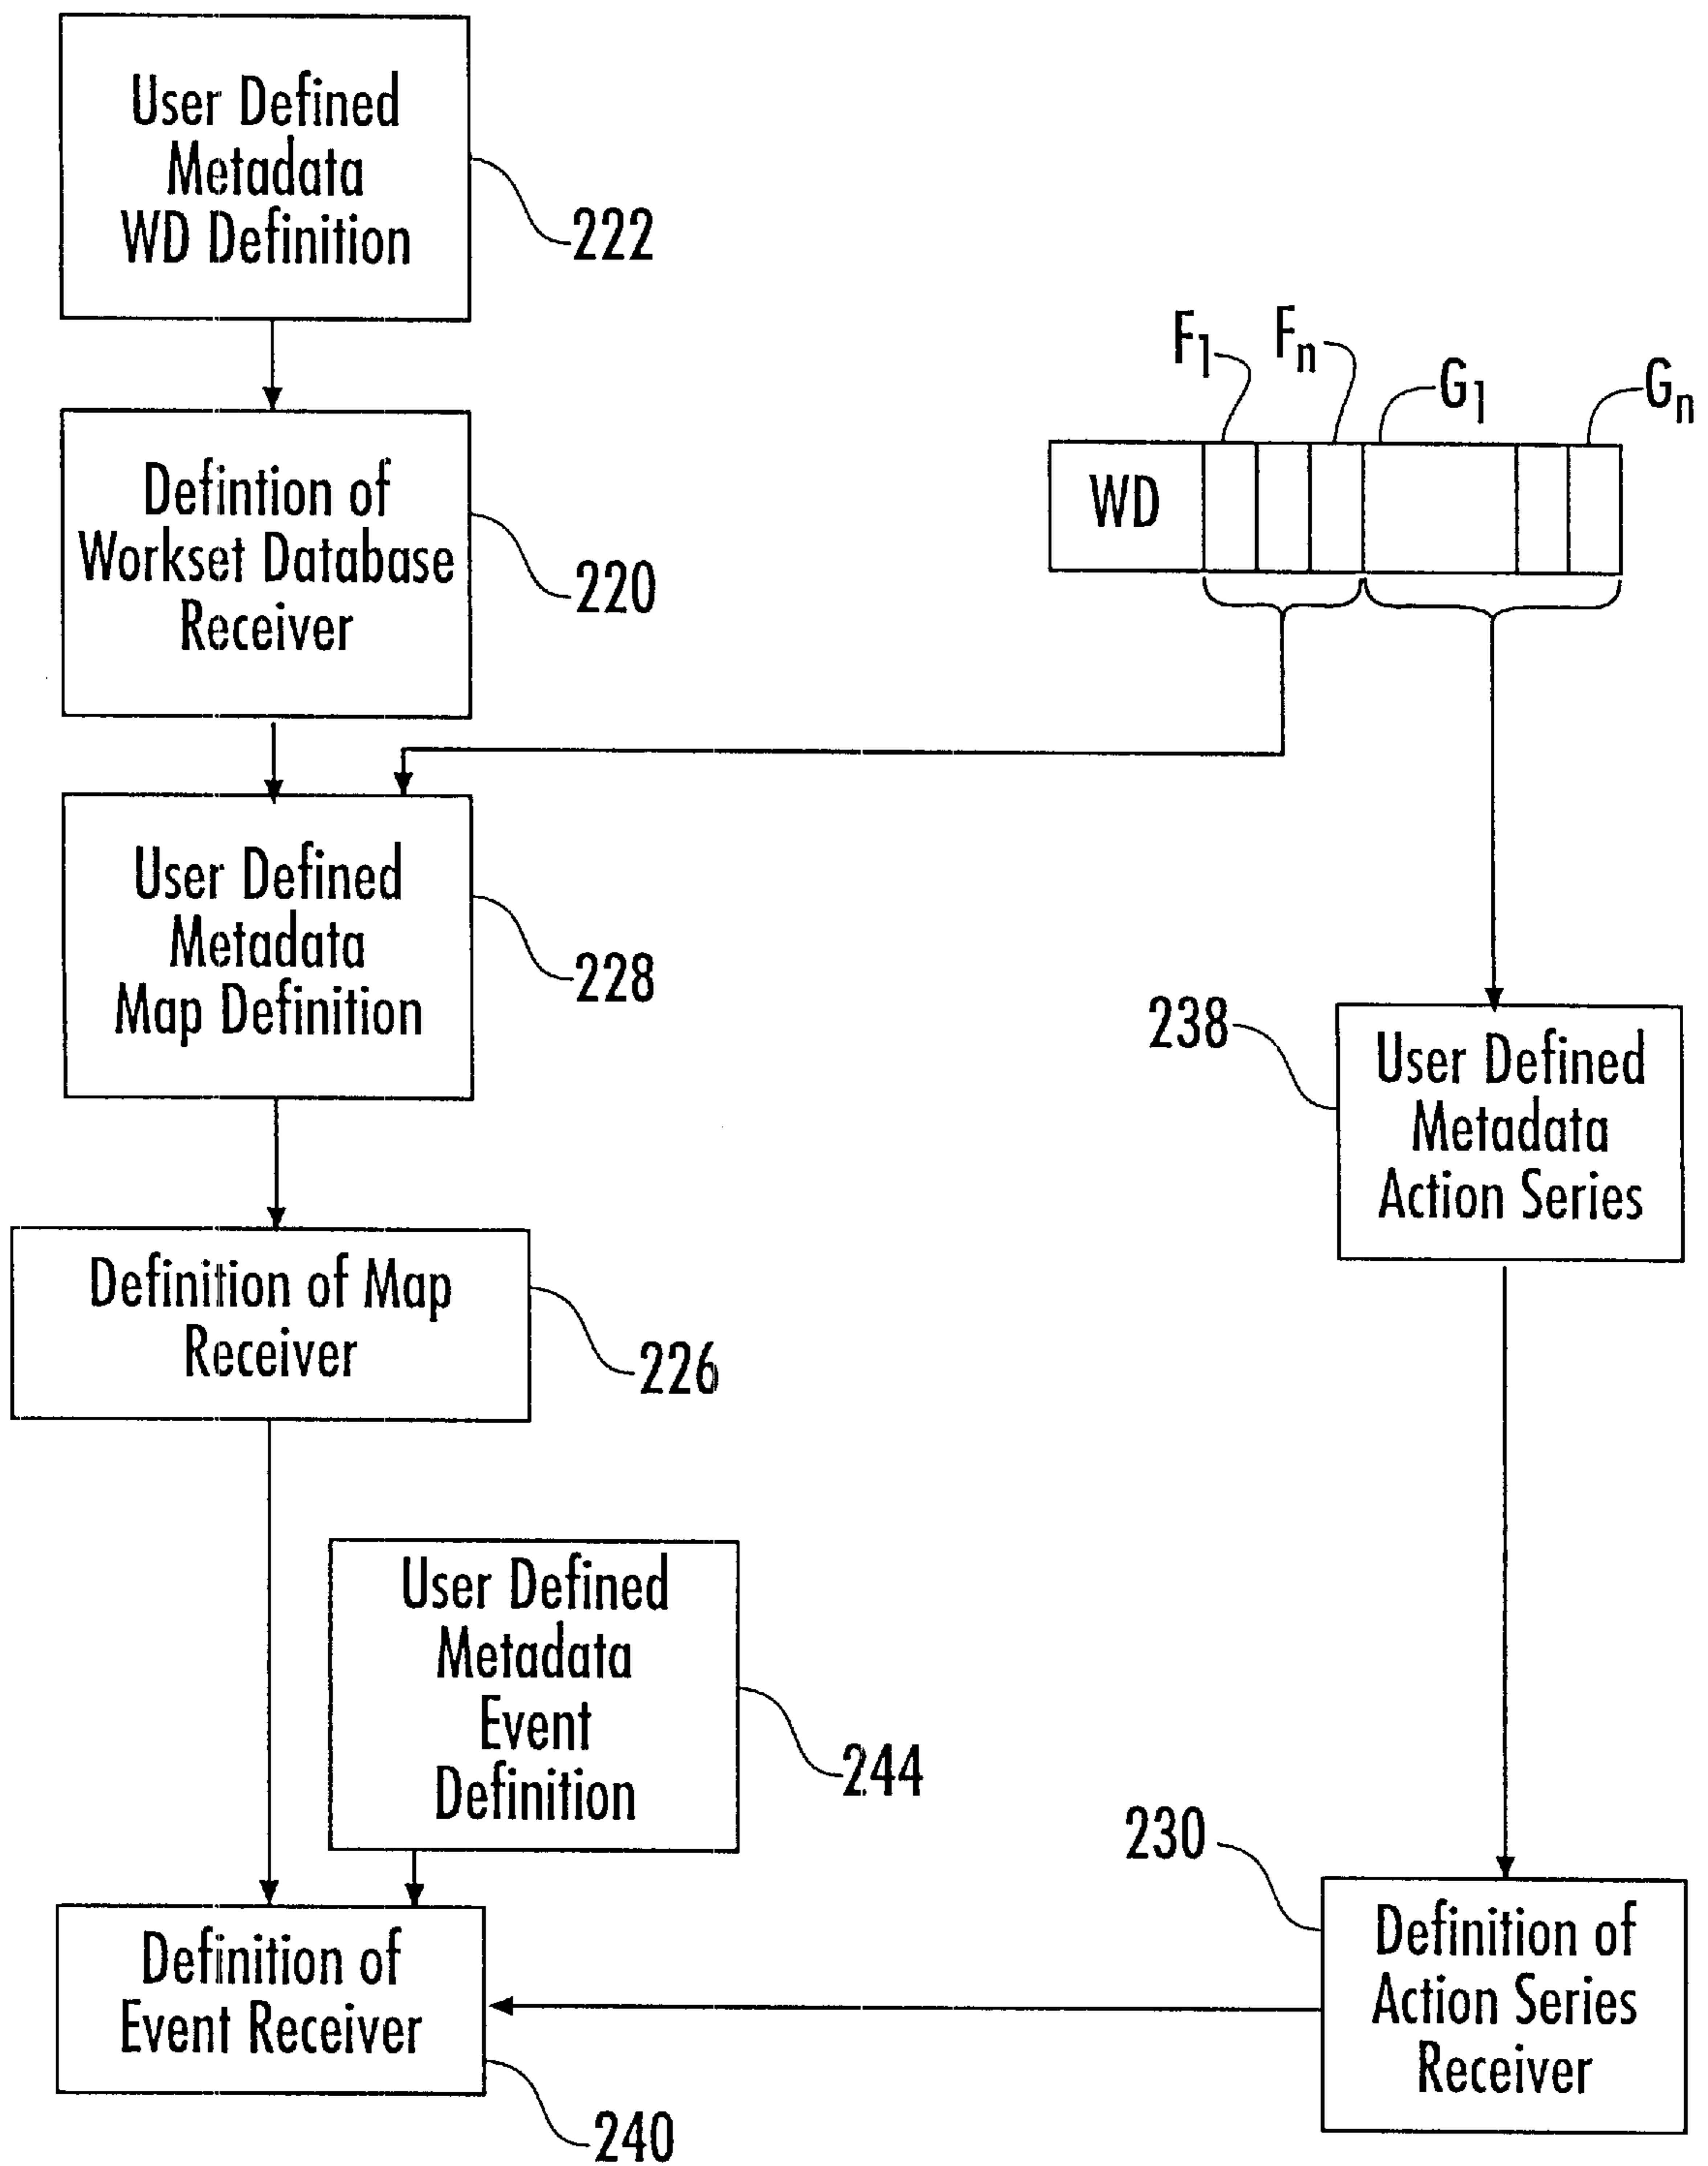 User Defined
Metadata
WD Definition
222
F1
Fn
G1
Gn
WD
Defintion of
Workset Database
Receiver
220
User Defined
Metadata
Map Definition
228
238
User Defined
Metadata
Action Series
Definition of Map
Receiver
226
User Defined
Metadata
Event
Definition
244
230
Definition of
Event Receiver
240
Definition of
Action Series
Receiver